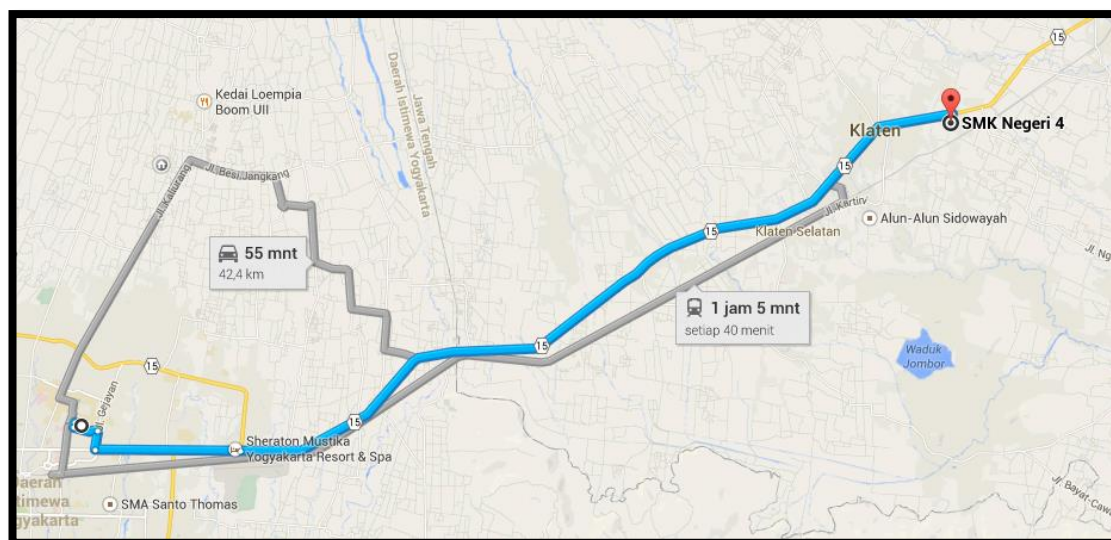 15
Jawa Tengah
Daerah Istimewa Yogyakarta
Kedai Loempia
Boom UII
SMK Negeri 4
Klaten
15
Jl. Besi Jangkang
Jl. Kaliurang
Alun-Alun Sidowayah
15
Klaten Selatan
55 mnt
42,4 km
1 jam 5 mnt
setiap 40 menit
15
Waduk
Jombor
15
Jl. Gejayan
15
Sheraton Mustika
Yogyakarta Resort & Spa
SMA Santo Thomas
Daerah
Istimewa
Yogyakarta
Jl. Bayat-Cawa